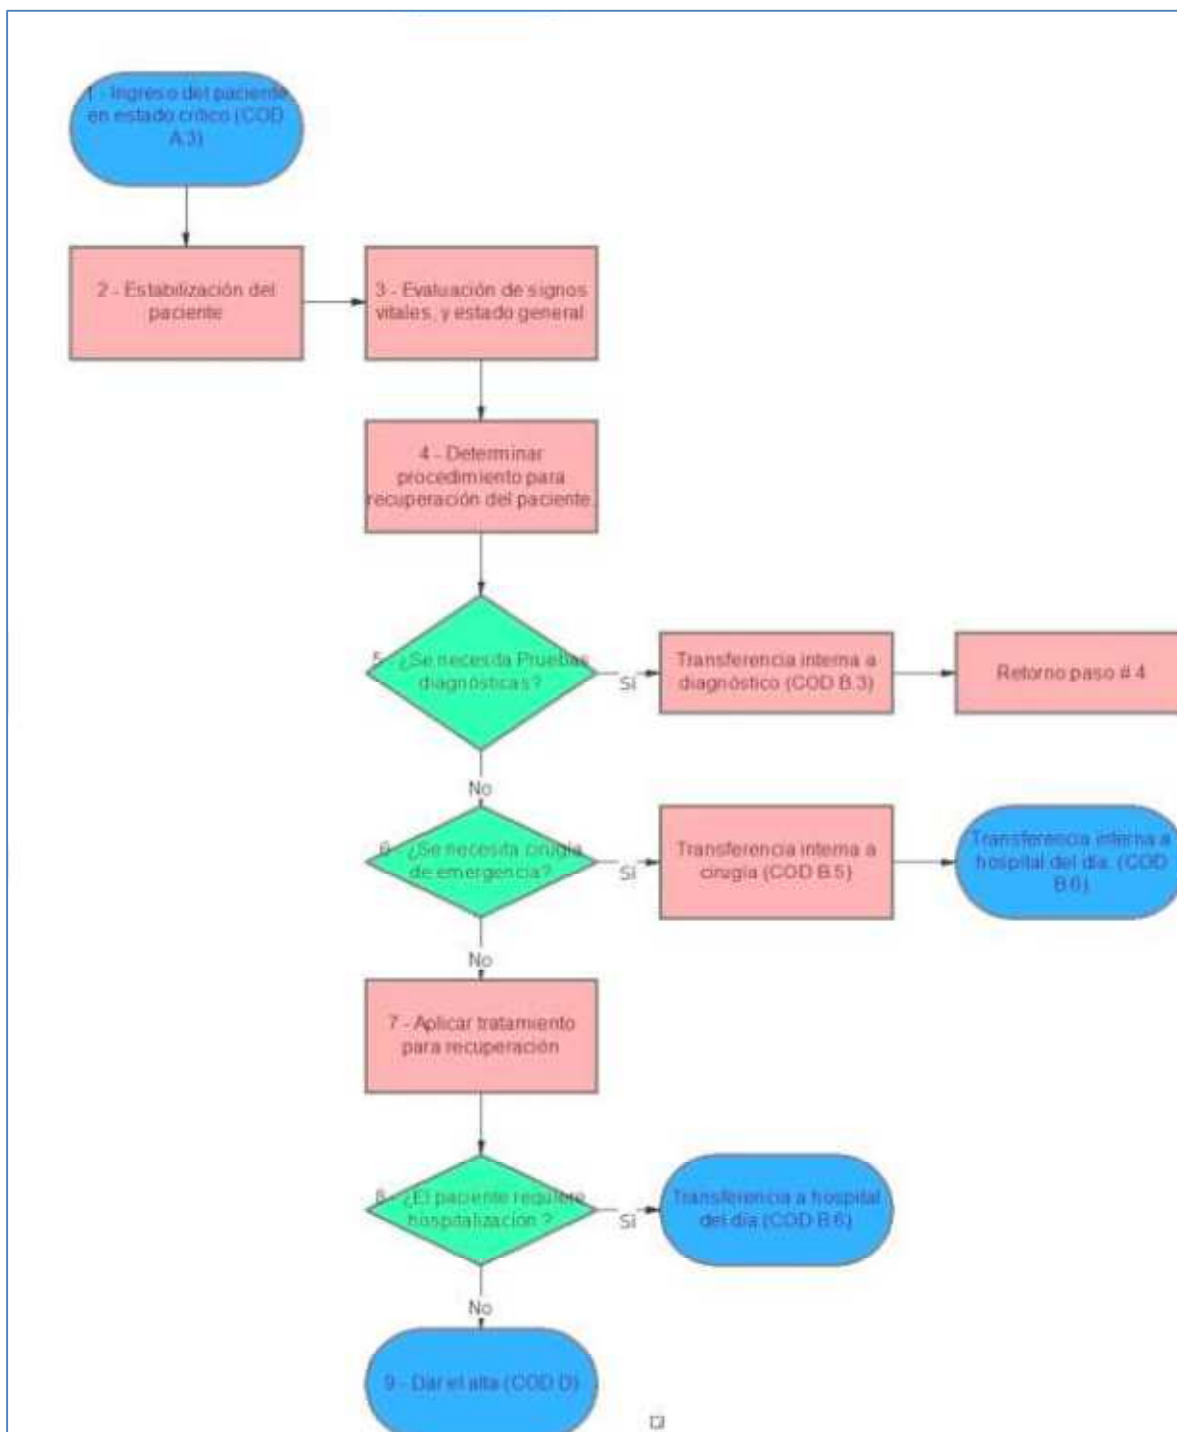 1 - Ingreso del paciente
en estado crítico (COD
A.3)
2 - Estabilización del
paciente
3 - Evaluación de signos
vitales, y estado general
4 - Determinar
procedimiento para
recuperación del paciente.
5 - ¿Se necesita Pruebas
diagnósticas?
Sí
Transferencia interna a
diagnóstico (COD B.3)
Retorno paso # 4
No
6 - ¿Se necesita cirugía
de emergencia?
Sí
Transferencia interna a
cirugía (COD B.5)
Transferencia interna a
hospital del día. (COD
B.6)
No
7 - Aplicar tratamiento
para recuperación
8 - ¿El paciente requiere
hospitalización ?
Sí
Transferencia a hospital
del día (COD B.6)
No
9 - Dar el alta (COD D)